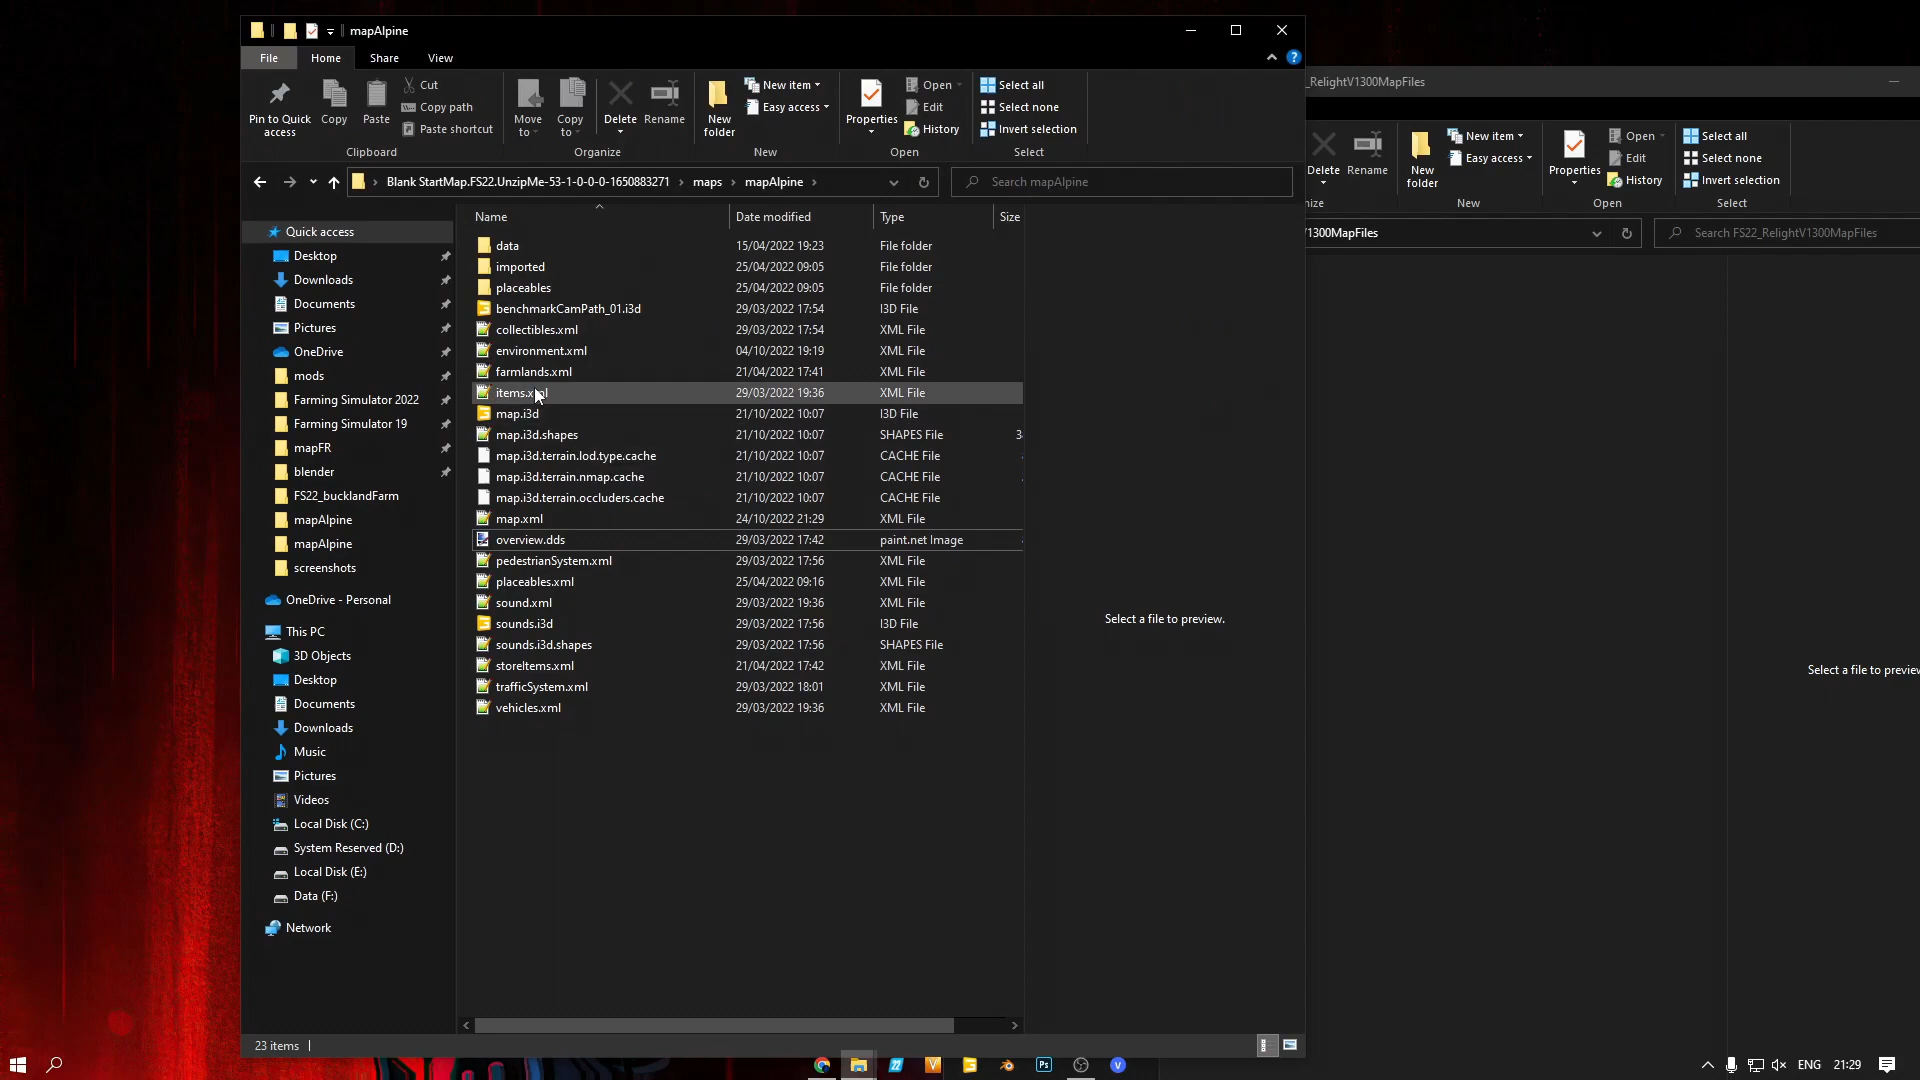 mapAlpine
File Home Share View
Pin to Quick access
Copy
Paste
Cut
Copy path
Paste shortcut
Clipboard
Move to
Copy to
Delete
Rename
Organize
New folder
New item
Easy access
New
Properties
Open
Edit
History
Open
Select all
Select none
Invert selection
Select
Blank StartMap.FS22.UnzipMe-53-1-0-0-0-1650883271 › maps › mapAlpine ›
Search mapAlpine
Quick access
Desktop
Downloads
Documents
Pictures
OneDrive
mods
Farming Simulator 2022
Farming Simulator 19
mapFR
blender
FS22_bucklandFarm
mapAlpine
mapAlpine
screenshots
OneDrive - Personal
This PC
3D Objects
Desktop
Documents
Downloads
Music
Pictures
Videos
Local Disk (C:)
System Reserved (D:)
Local Disk (E:)
Data (F:)
Network
Name Date modified Type Size
data 15/04/2022 19:23 File folder
imported 25/04/2022 09:05 File folder
placeables 25/04/2022 09:05 File folder
benchmarkCamPath_01.i3d 29/03/2022 17:54 I3D File
collectibles.xml 29/03/2022 17:54 XML File
environment.xml 04/10/2022 19:19 XML File
farmlands.xml 21/04/2022 17:41 XML File
items.xml 29/03/2022 19:36 XML File
map.i3d 21/10/2022 10:07 I3D File
map.i3d.shapes 21/10/2022 10:07 SHAPES File 3
map.i3d.terrain.lod.type.cache 21/10/2022 10:07 CACHE File
map.i3d.terrain.nmap.cache 21/10/2022 10:07 CACHE File
map.i3d.terrain.occluders.cache 21/10/2022 10:07 CACHE File
map.xml 24/10/2022 21:29 XML File
overview.dds 29/03/2022 17:42 paint.net Image
pedestrianSystem.xml 29/03/2022 17:56 XML File
placeables.xml 25/04/2022 09:16 XML File
sound.xml 29/03/2022 19:36 XML File
sounds.i3d 29/03/2022 17:56 I3D File
sounds.i3d.shapes 29/03/2022 17:56 SHAPES File
storeItems.xml 21/04/2022 17:42 XML File
trafficSystem.xml 29/03/2022 18:01 XML File
vehicles.xml 29/03/2022 19:36 XML File
Select a file to preview.
23 items
_RelightV1300MapFiles
Delete
Rename
ize
New folder
New item
Easy access
New
Properties
Open
Edit
History
Open
Select all
Select none
Invert selection
Select
1300MapFiles
Search FS22_RelightV1300MapFiles
Select a file to preview
Ps
ENG 21:29